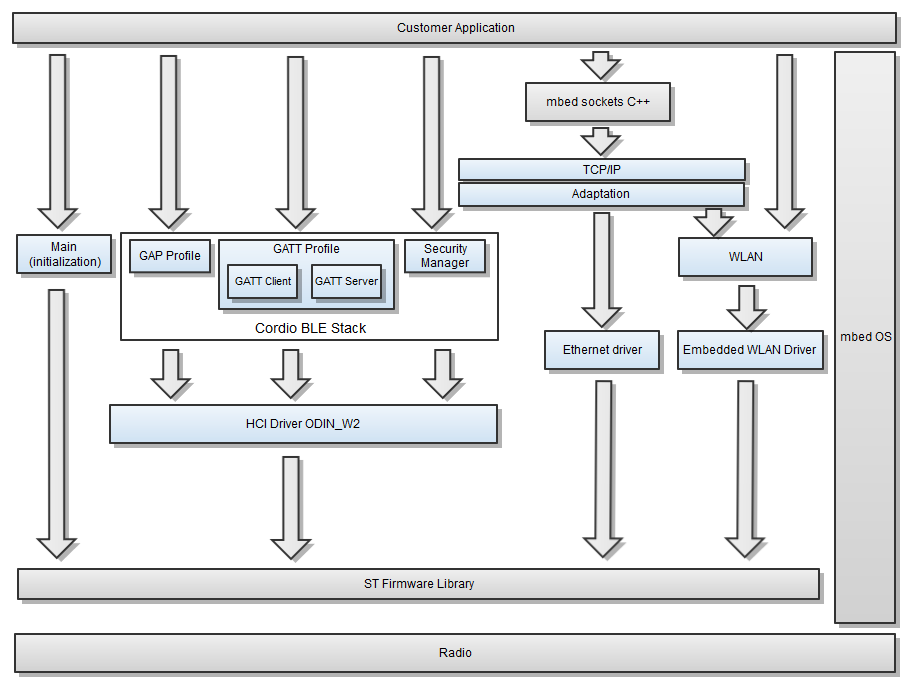 Customer Application
mbed sockets C++
TCP/IP
Adaptation
Main
(initialization)
GAP Profile
GATT Profile
GATT Client
GATT Server
Security
Manager
Cordio BLE Stack
WLAN
Ethernet driver
Embedded WLAN Driver
mbed OS
HCI Driver ODIN_W2
ST Firmware Library
Radio